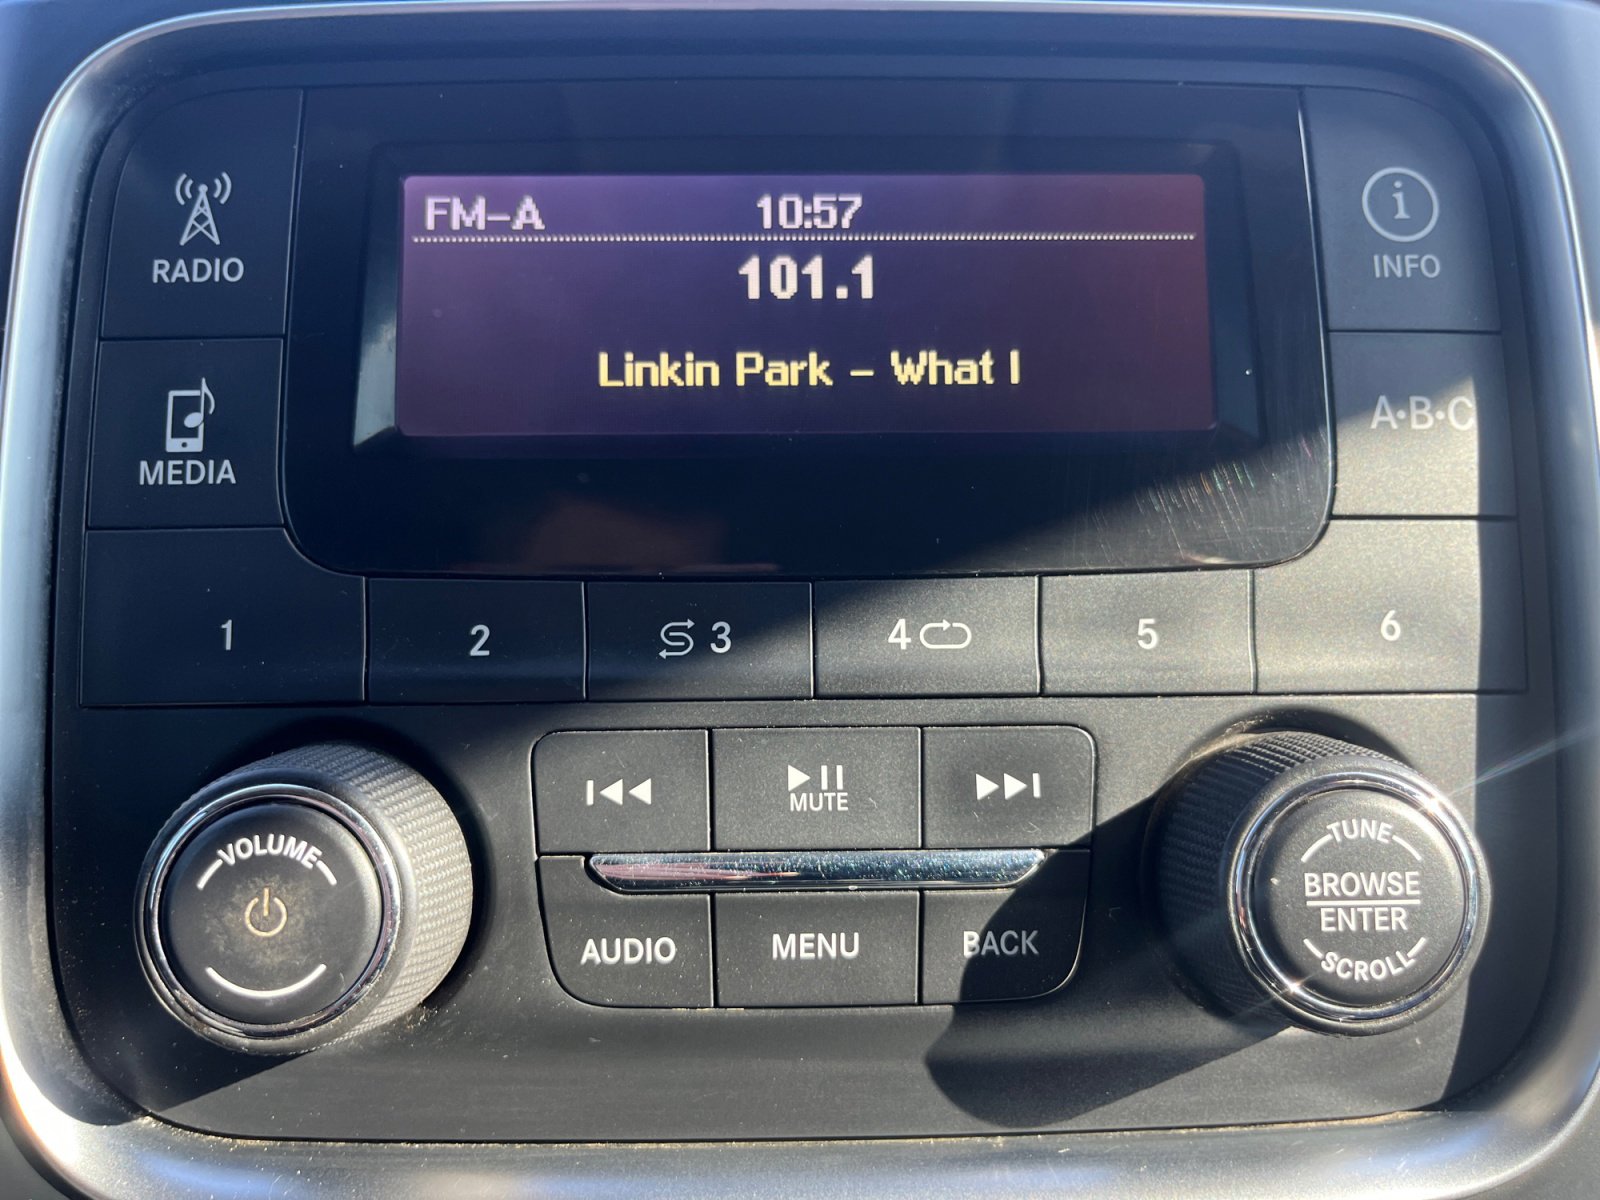 FM-A 10:57
101.1
Linkin Park - What I
RADIO
INFO
MEDIA
A·B·C
1 2 3 4 5 6
MUTE
VOLUME
AUDIO MENU BACK
TUNE
BROWSE
ENTER
SCROLL